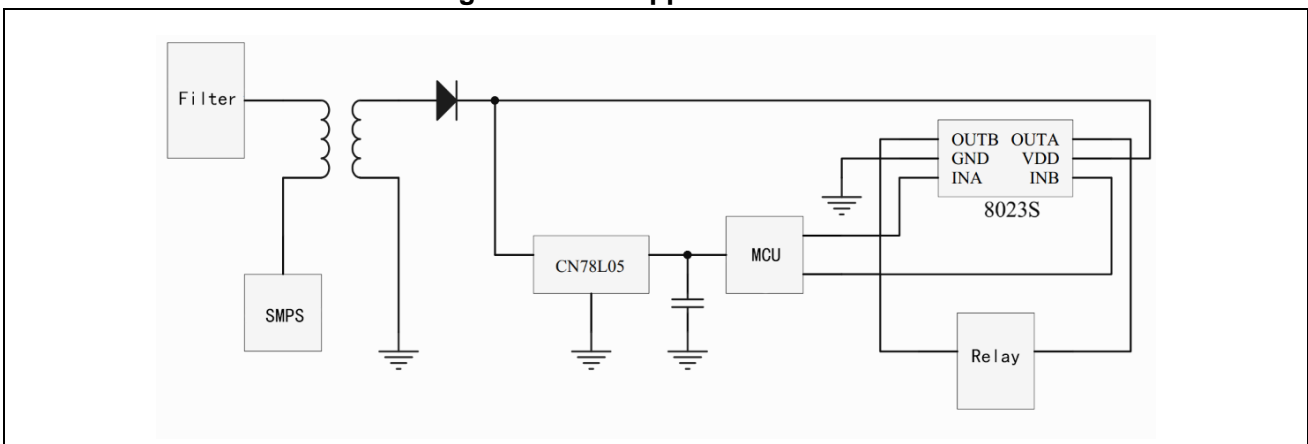 Filter
OUTB OUTA
GND VDD
INA INB
8023S
MCU
CN78L05
SMPS
Relay